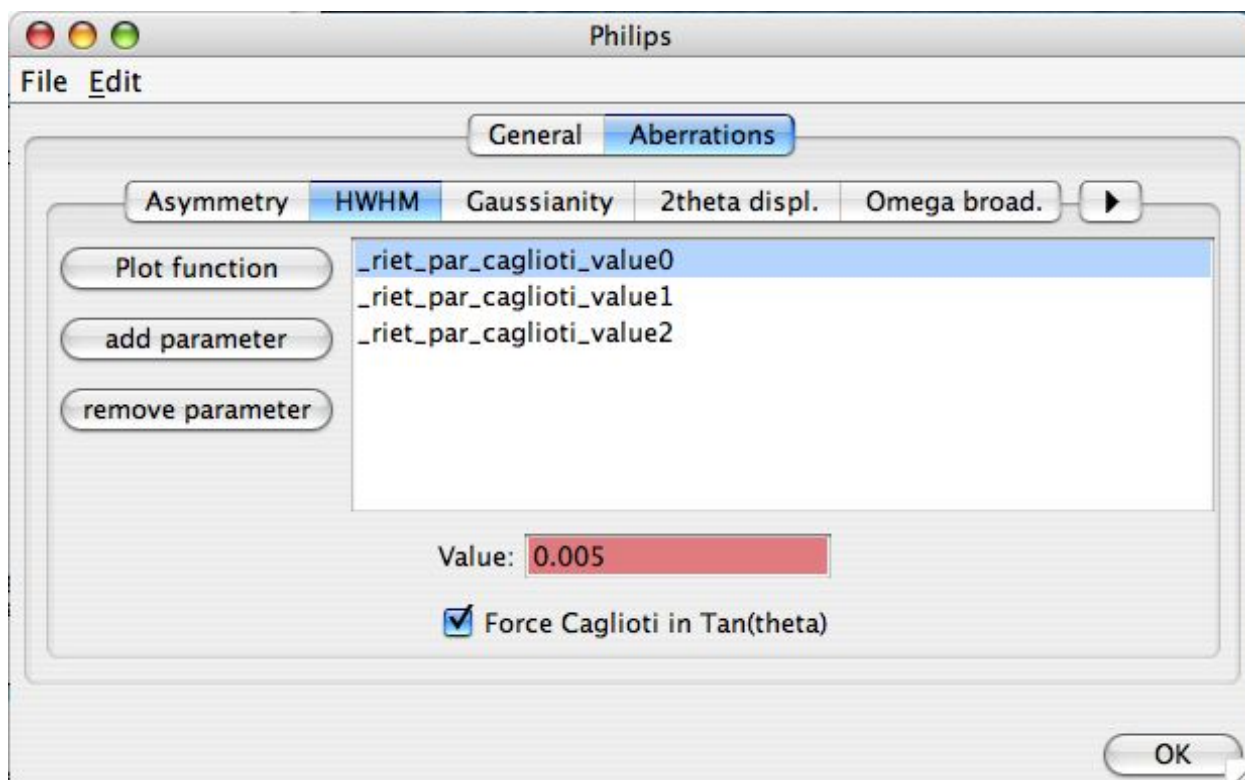 Philips
File Edit
General Aberrations
Asymmetry HWHM Gaussianity 2theta displ. Omega broad.
Plot function
add parameter
remove parameter
_riet_par_caglioti_value0
_riet_par_caglioti_value1
_riet_par_caglioti_value2
Value: 0.005
Force Caglioti in Tan(theta)
OK